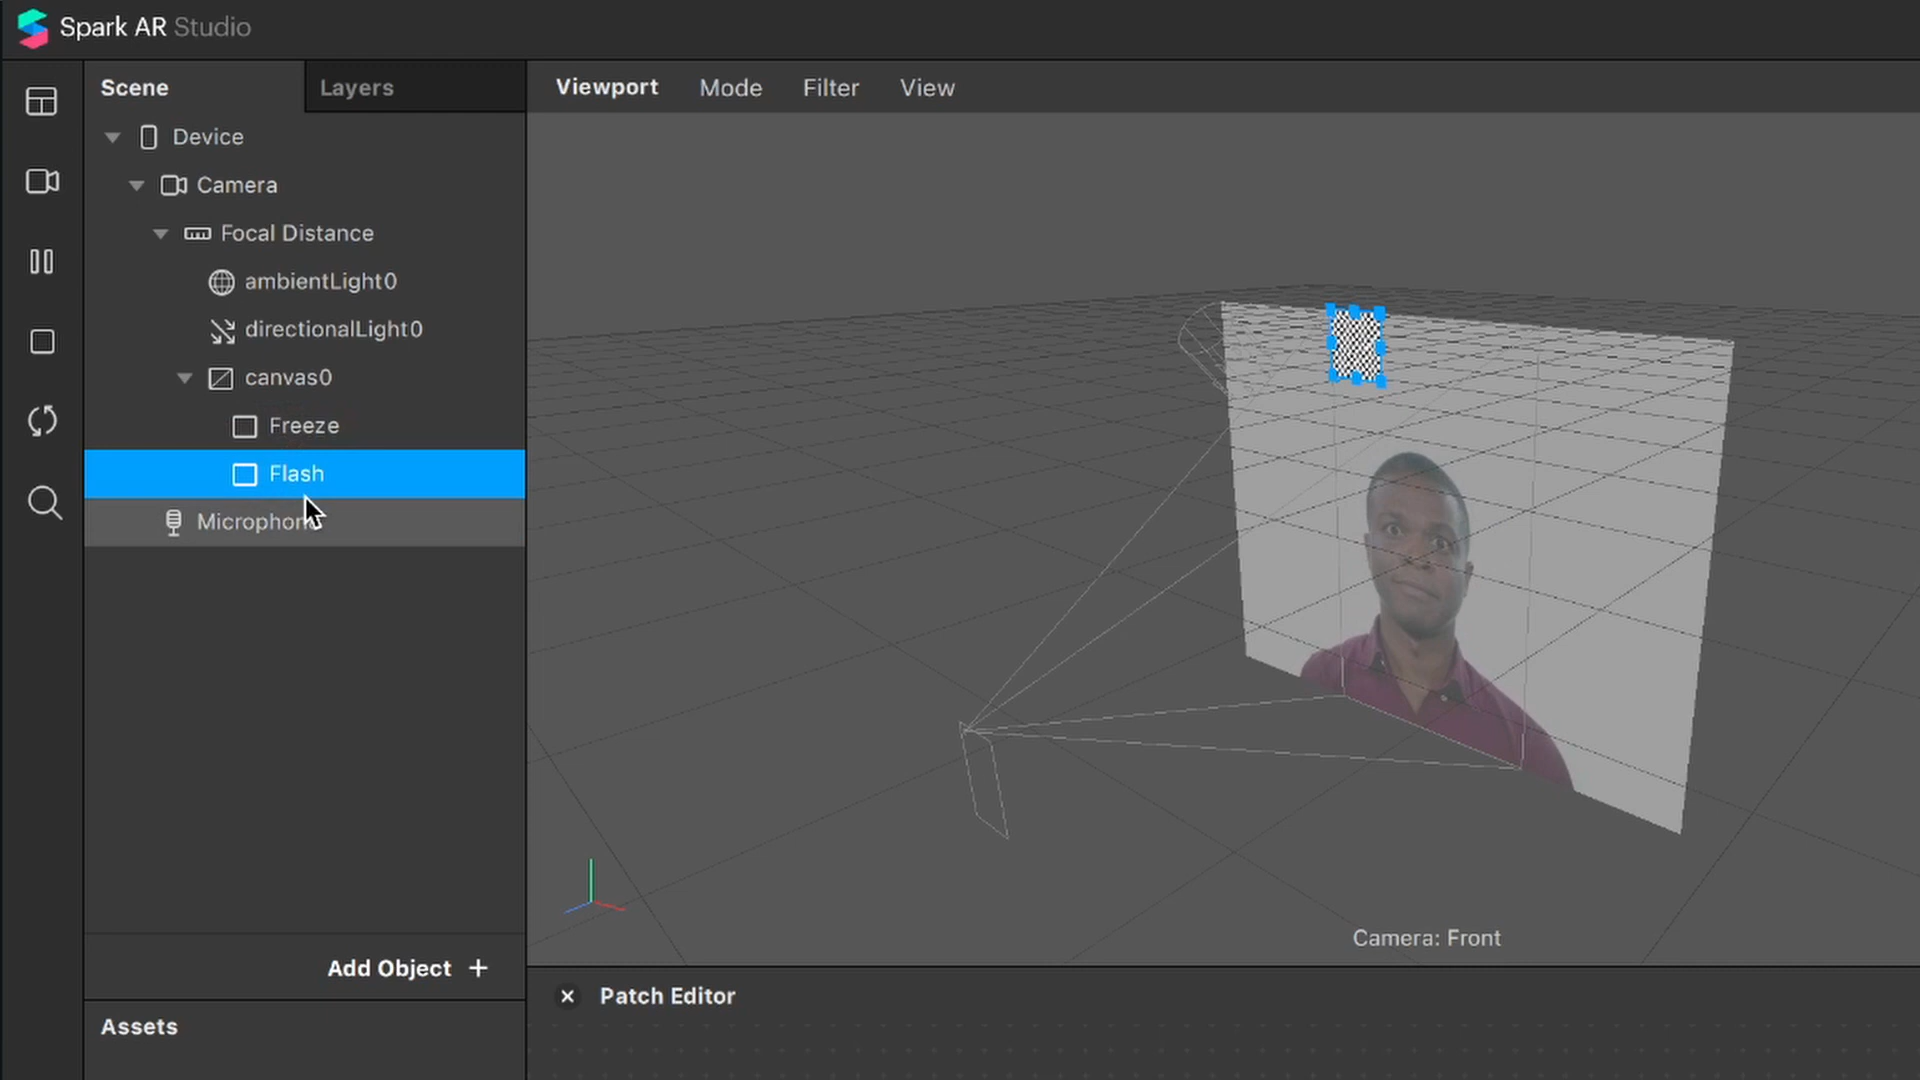 Spark AR Studio
Scene
Layers
Viewport
Mode
Filter
View
Device
Camera
Focal Distance
ambientLight0
directionalLight0
canvas0
Freeze
Flash
Microphone
Camera: Front
Add Object +
Patch Editor
Assets